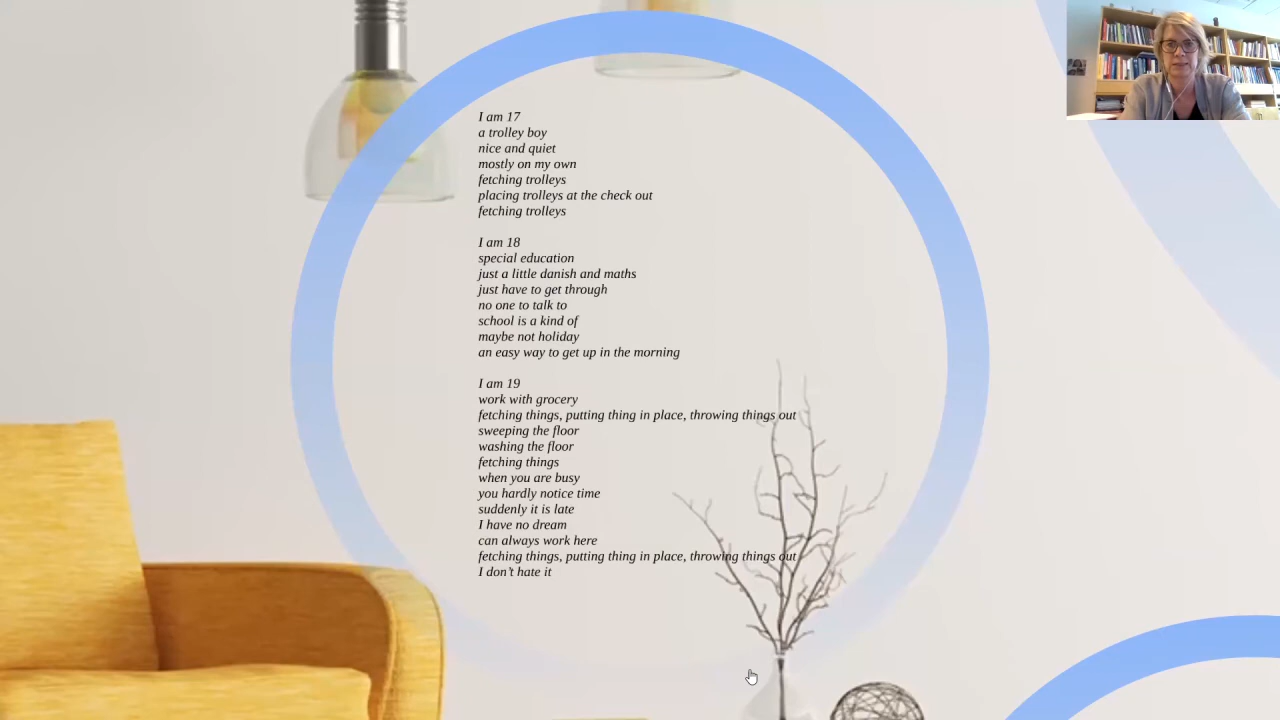 I am 17
a trolley boy
nice and quiet
mostly on my own
fetching trolleys
placing trolleys at the check out
fetching trolleys
I am 18
special education
just a little danish and maths
just have to get through
no one to talk to
school is a kind of
maybe not holiday
an easy way to get up in the morning
I am 19
work with grocery
fetching things, putting thing in place, throwing things out
sweeping the floor
washing the floor
fetching things
when you are busy
you hardly notice time
suddenly it is late
I have no dream
can always work here
fetching things, putting thing in place, throwing things out
I don’t hate it